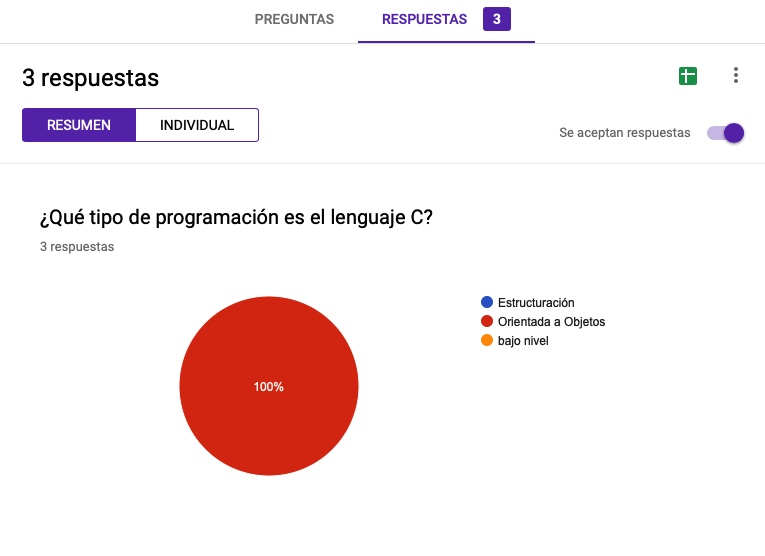 PREGUNTAS RESPUESTAS 3
3 respuestas
RESUMEN INDIVIDUAL
Se aceptan respuestas
¿Qué tipo de programación es el lenguaje C?
3 respuestas
Estructuración
Orientada a Objetos
bajo nivel
100%